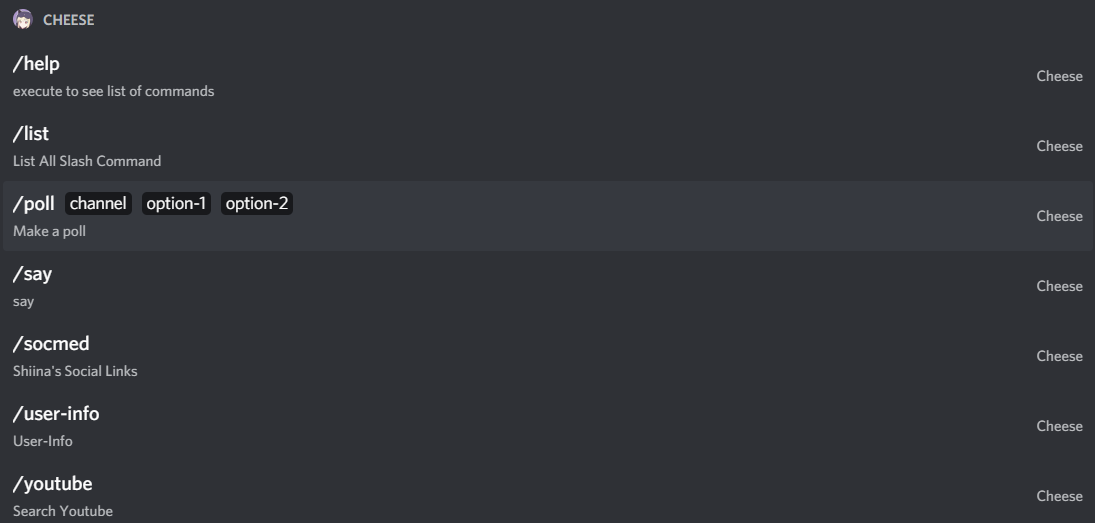 CHEESE
/help
execute to see list of commands
Cheese
/list
List All Slash Command
Cheese
/poll channel option-1 option-2
Make a poll
Cheese
/say
say
Cheese
/socmed
Shiina's Social Links
Cheese
/user-info
User-Info
Cheese
/youtube
Search Youtube
Cheese